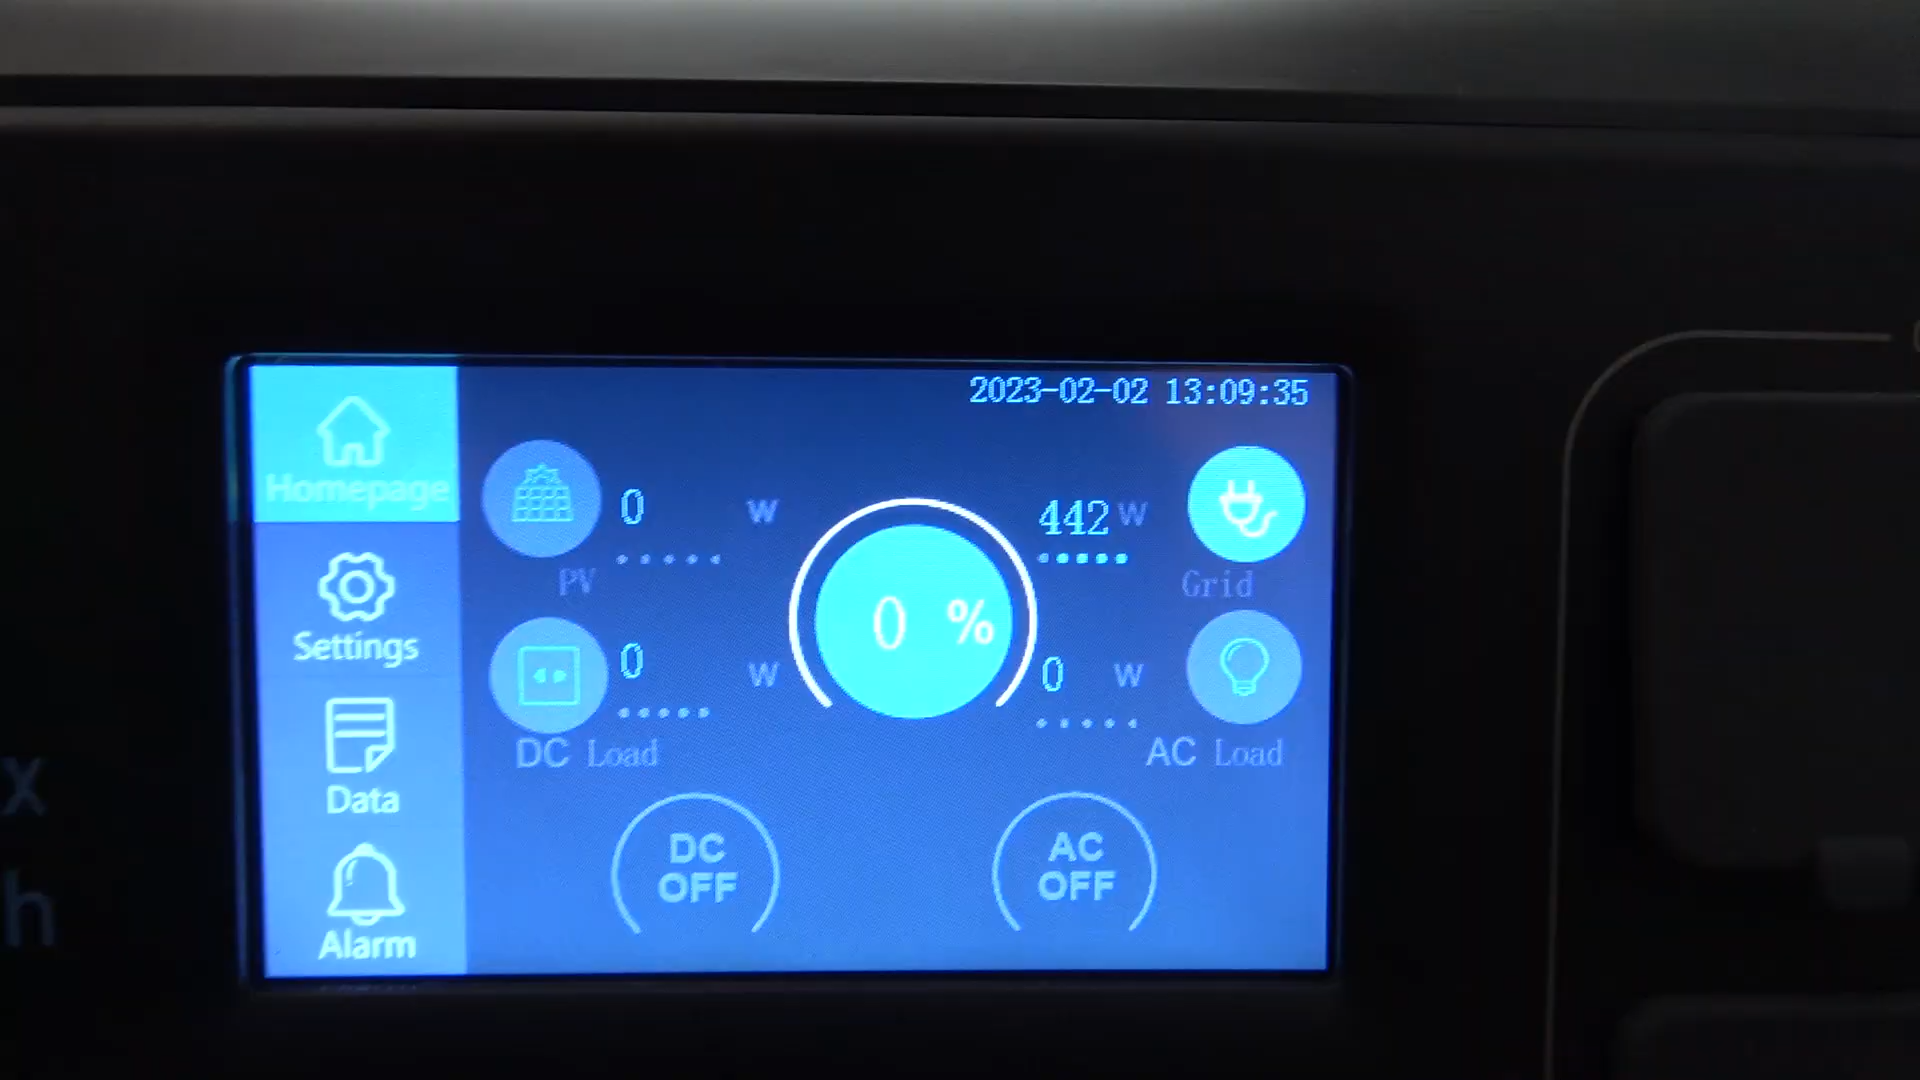 2023-02-02 13:09:35
Homepage
Settings
Data
Alarm
0 W
PV
442 W
Grid
0 %
0 W
DC Load
0 W
AC Load
DC
OFF
AC
OFF
x
h